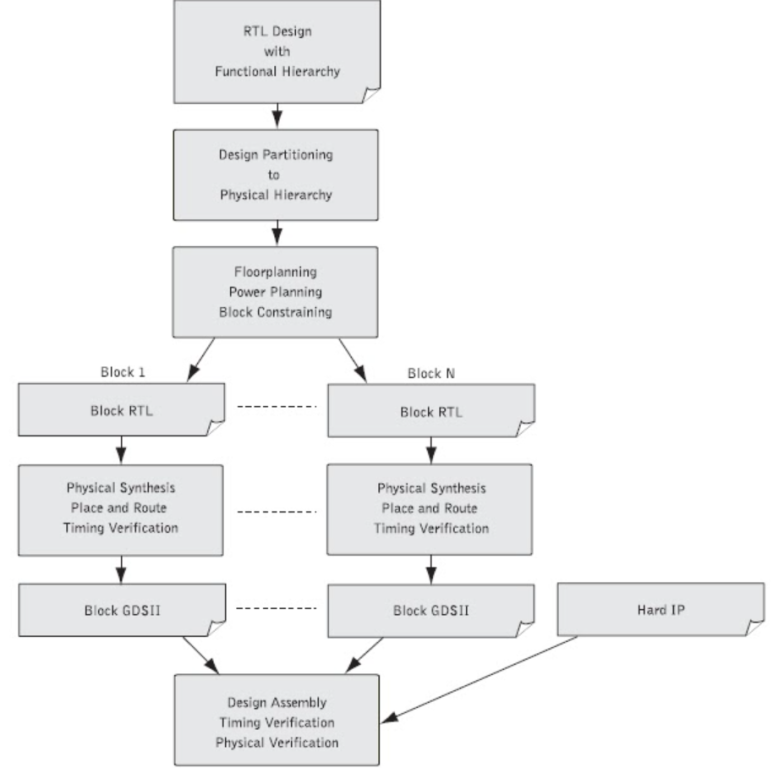 RTL Design
with
Functional Hierarchy
Design Partitioning
to
Physical Hierarchy
Floorplanning
Power Planning
Block Constraining
Block 1
Block N
Block RTL
Block RTL
Physical Synthesis
Place and Route
Timing Verification
Physical Synthesis
Place and Route
Timing Verification
Block GDSII
Block GDSII
Hard IP
Design Assembly
Timing Verification
Physical Verification